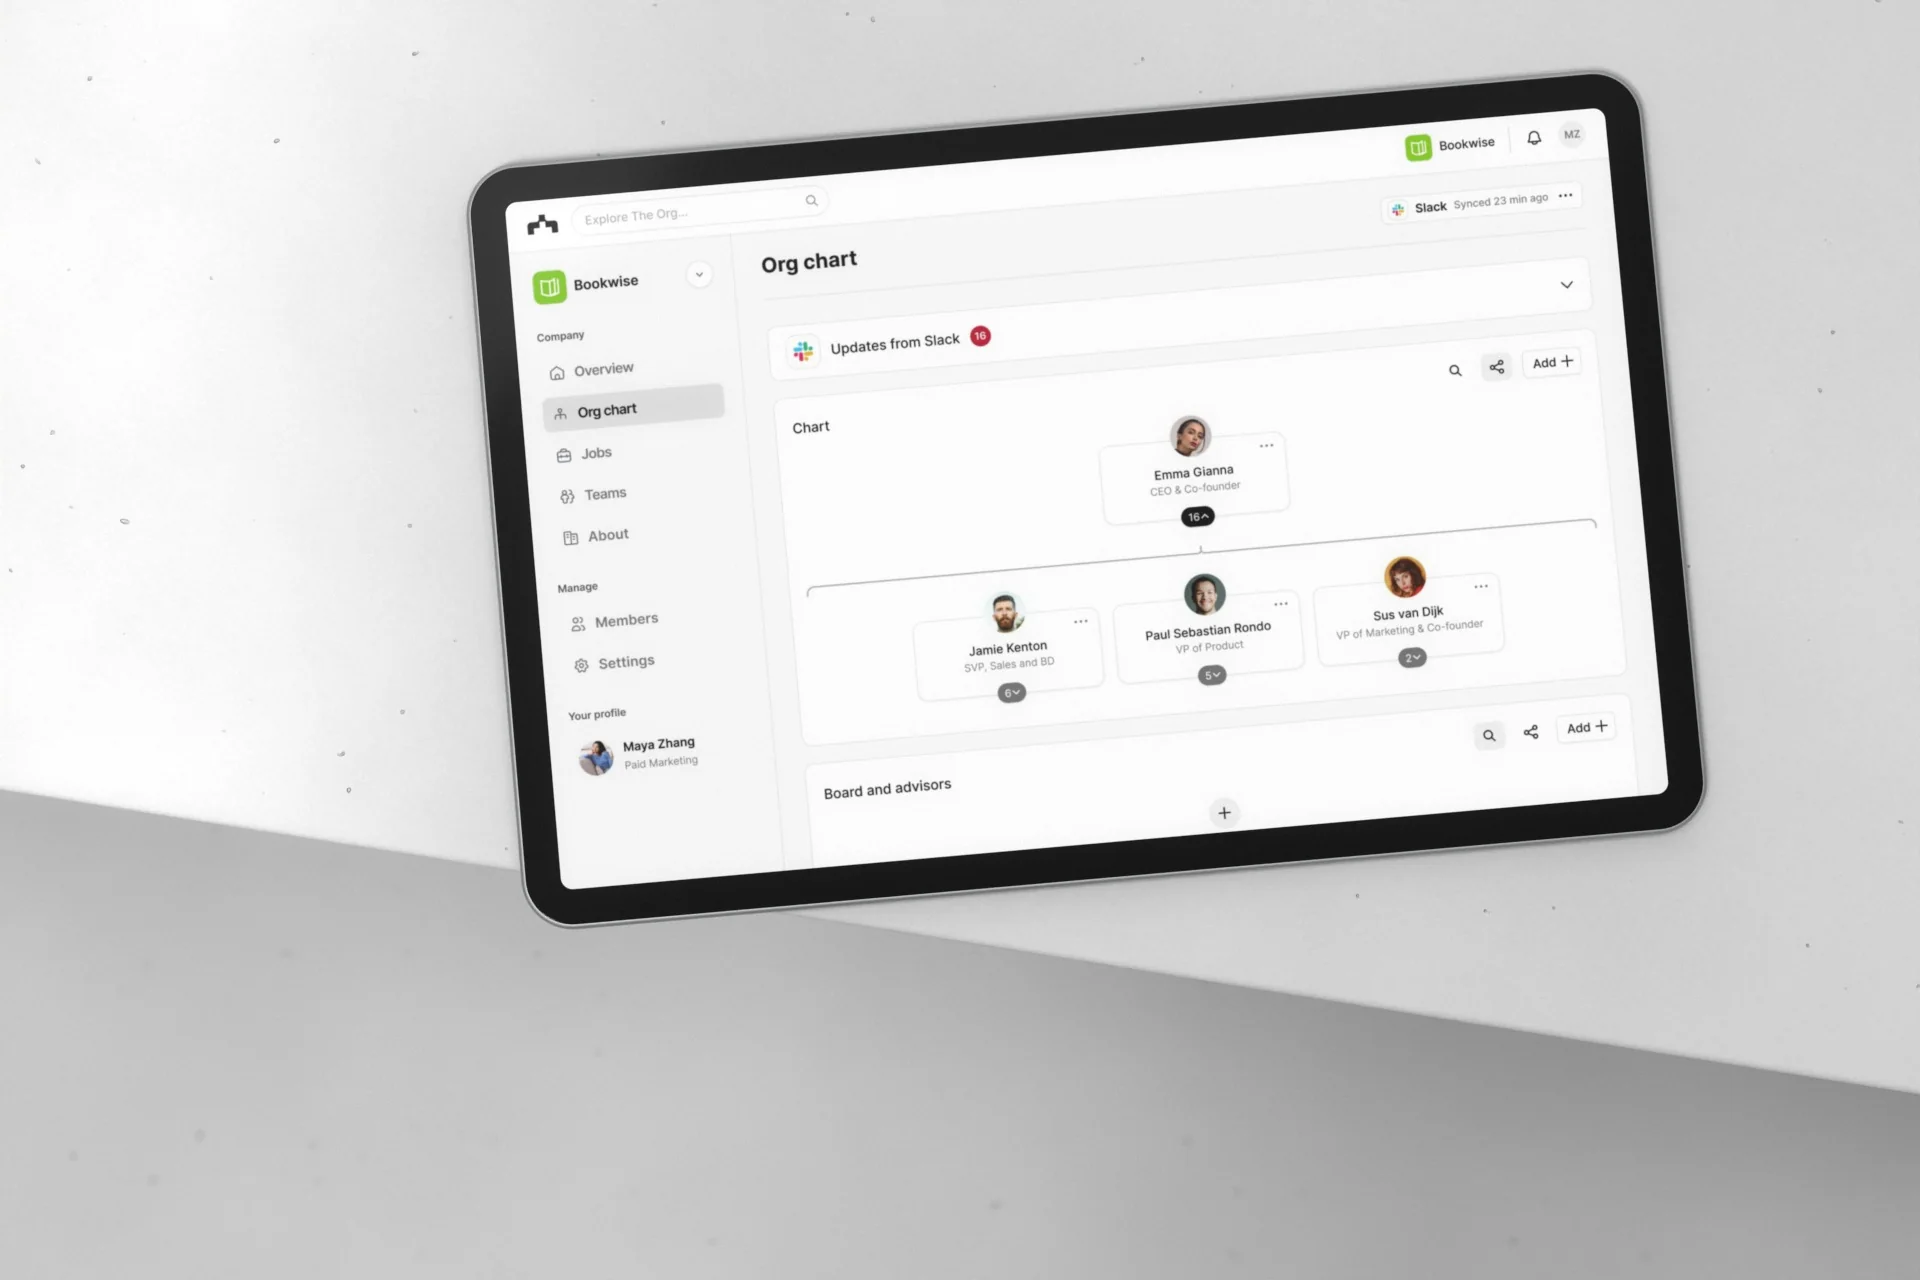 Explore The Org...
Bookwise
MZ
Bookwise
Company
Overview
Org chart
Jobs
Teams
About
Manage
Members
Settings
Your profile
Maya Zhang
Paid Marketing
Org chart
Slack Synced 23 min ago
Updates from Slack 16
Chart
Add
Emma Gianna
CEO & Co-founder
16
Jamie Kenton
SVP, Sales and BD
6
Paul Sebastian Rondo
VP of Product
5
Sus van Dijk
VP of Marketing & Co-founder
2
Board and advisors
Add